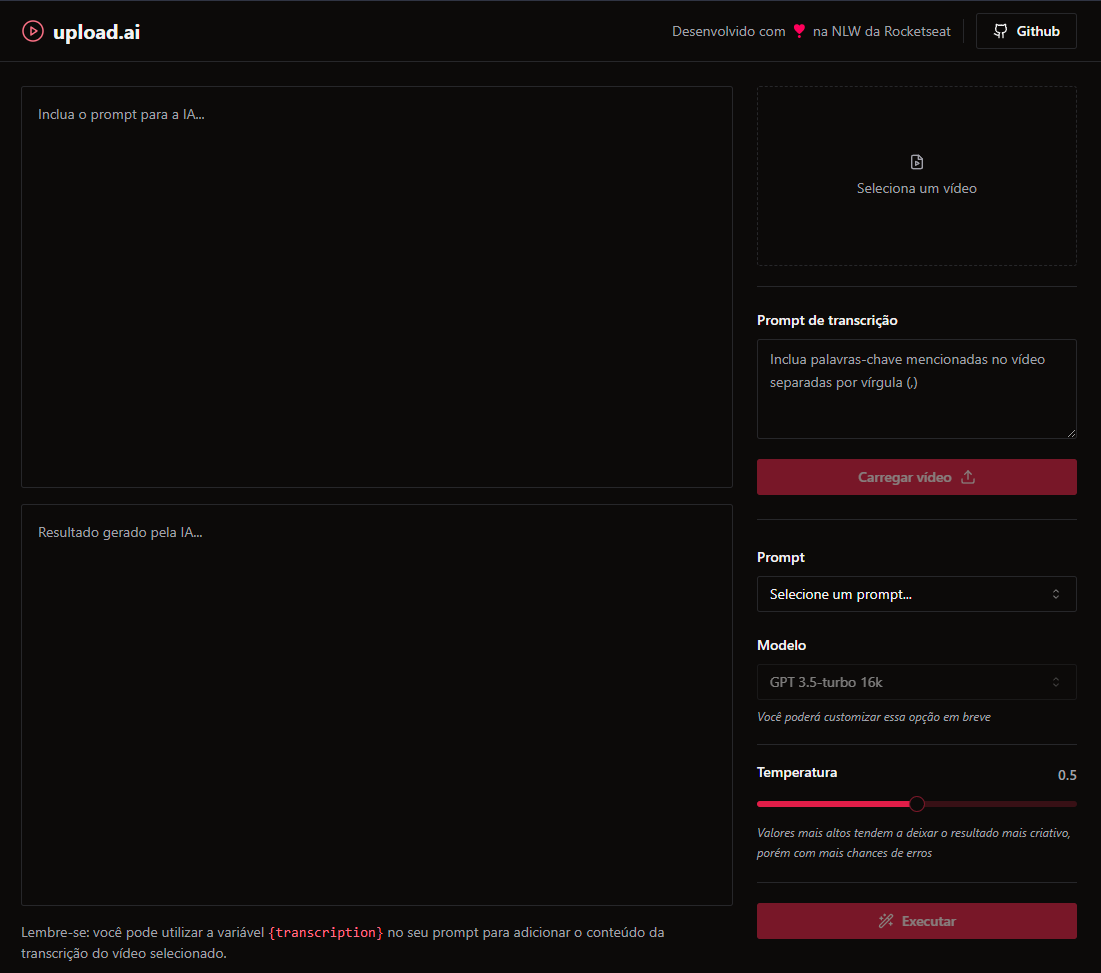 upload.ai
Desenvolvido com ❤ na NLW da Rocketseat
Github
Inclua o prompt para a IA...
Resultado gerado pela IA...
Lembre-se: você pode utilizar a variável {transcription} no seu prompt para adicionar o conteúdo da
transcrição do vídeo selecionado.
Seleciona um vídeo
Prompt de transcrição
Inclua palavras-chave mencionadas no vídeo
separadas por vírgula (,)
Carregar vídeo
Prompt
Selecione um prompt...
Modelo
GPT 3.5-turbo 16k
Você poderá customizar essa opção em breve
Temperatura
0.5
Valores mais altos tendem a deixar o resultado mais criativo,
porém com mais chances de erros
Executar